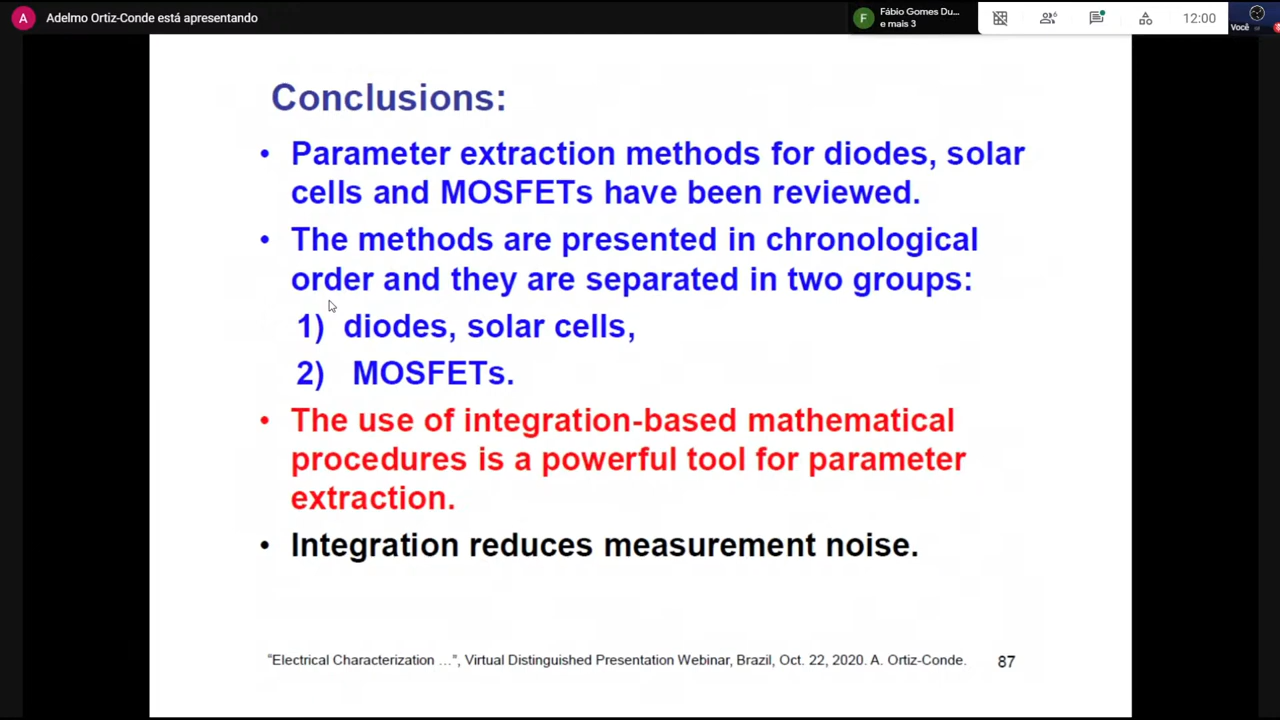 A Adelmo Ortiz-Conde está apresentando
F Fábio Gomes Du...
e mais 3
6
12:00
Você
Conclusions:
• Parameter extraction methods for diodes, solar
cells and MOSFETs have been reviewed.
• The methods are presented in chronological
order and they are separated in two groups:
1) diodes, solar cells,
2) MOSFETs.
• The use of integration-based mathematical
procedures is a powerful tool for parameter
extraction.
• Integration reduces measurement noise.
"Electrical Characterization ...", Virtual Distinguished Presentation Webinar, Brazil, Oct. 22, 2020. A. Ortiz-Conde.
87